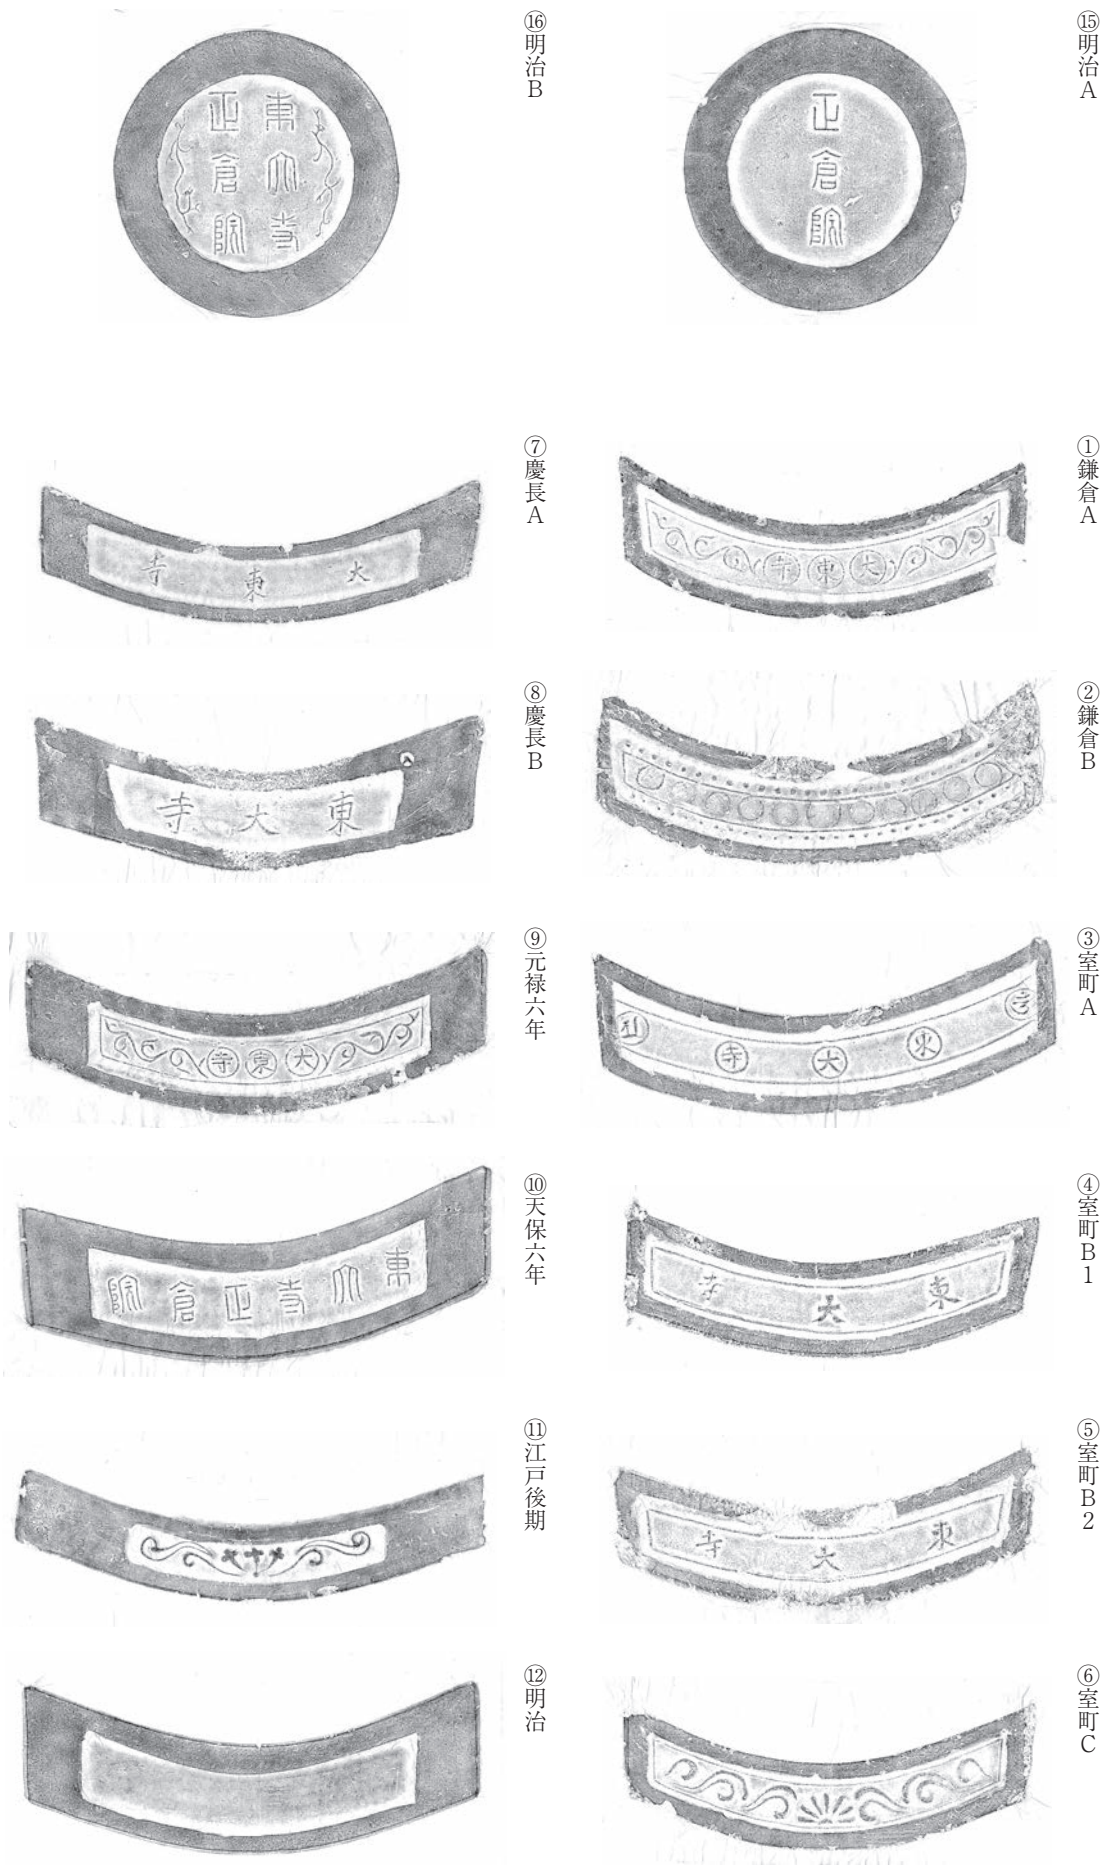 ⑮明治A
正倉院
⑯明治B
東大寺
正倉院
①鎌倉A
大東寺
②鎌倉B
③室町A
大寺
④室町B1
東大寺
⑤室町B2
東大寺
⑥室町C
⑦慶長A
大東寺
⑧慶長B
東大寺
⑨元禄六年
大東寺
⑩天保六年
東大寺正倉院
⑪江戸後期
⑫明治